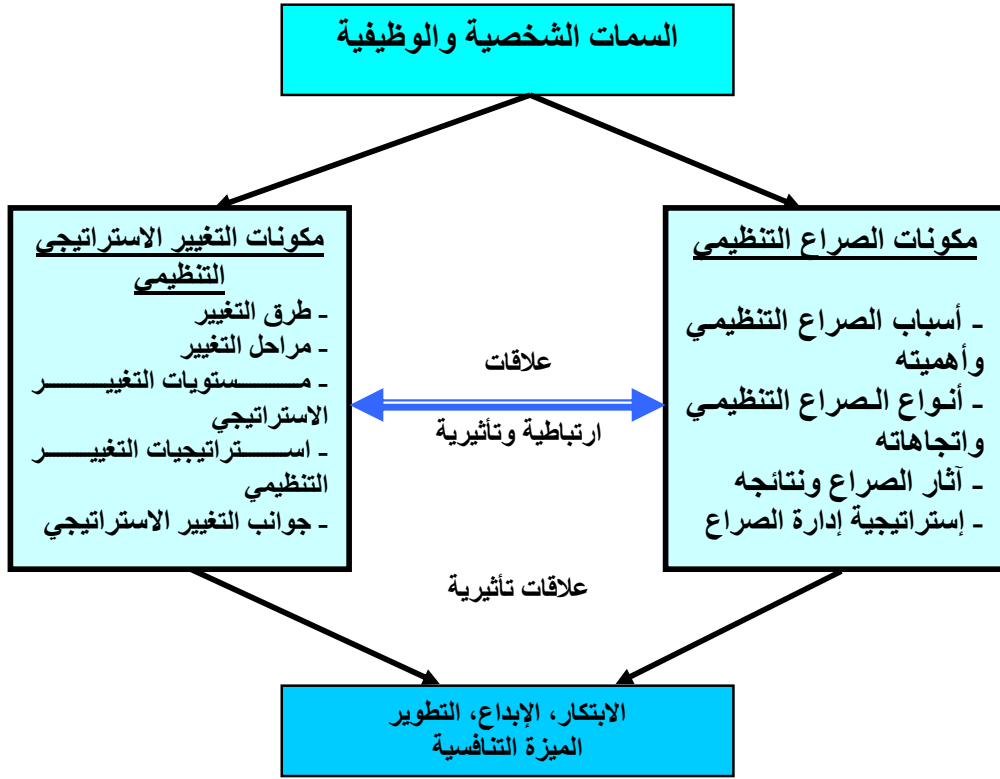 السمات الشخصية والوظيفية
مكونات الصراع التنظيمي
- أسباب الصراع التنظيمي
وأهميته
- أنواع الصراع التنظيمي
واتجاهاته
- آثار الصراع ونتائجه
- إستراتيجية إدارة الصراع
علاقات
ارتباطية وتأثيرية
مكونات التغيير الاستراتيجي
التنظيمي
- طرق التغيير
- مراحل التغيير
- مستويات التغيير
الاستراتيجي
- استراتيجيات التغيير
التنظيمي
- جوانب التغيير الاستراتيجي
علاقات تأثيرية
الابتكار، الإبداع، التطوير
الميزة التنافسية